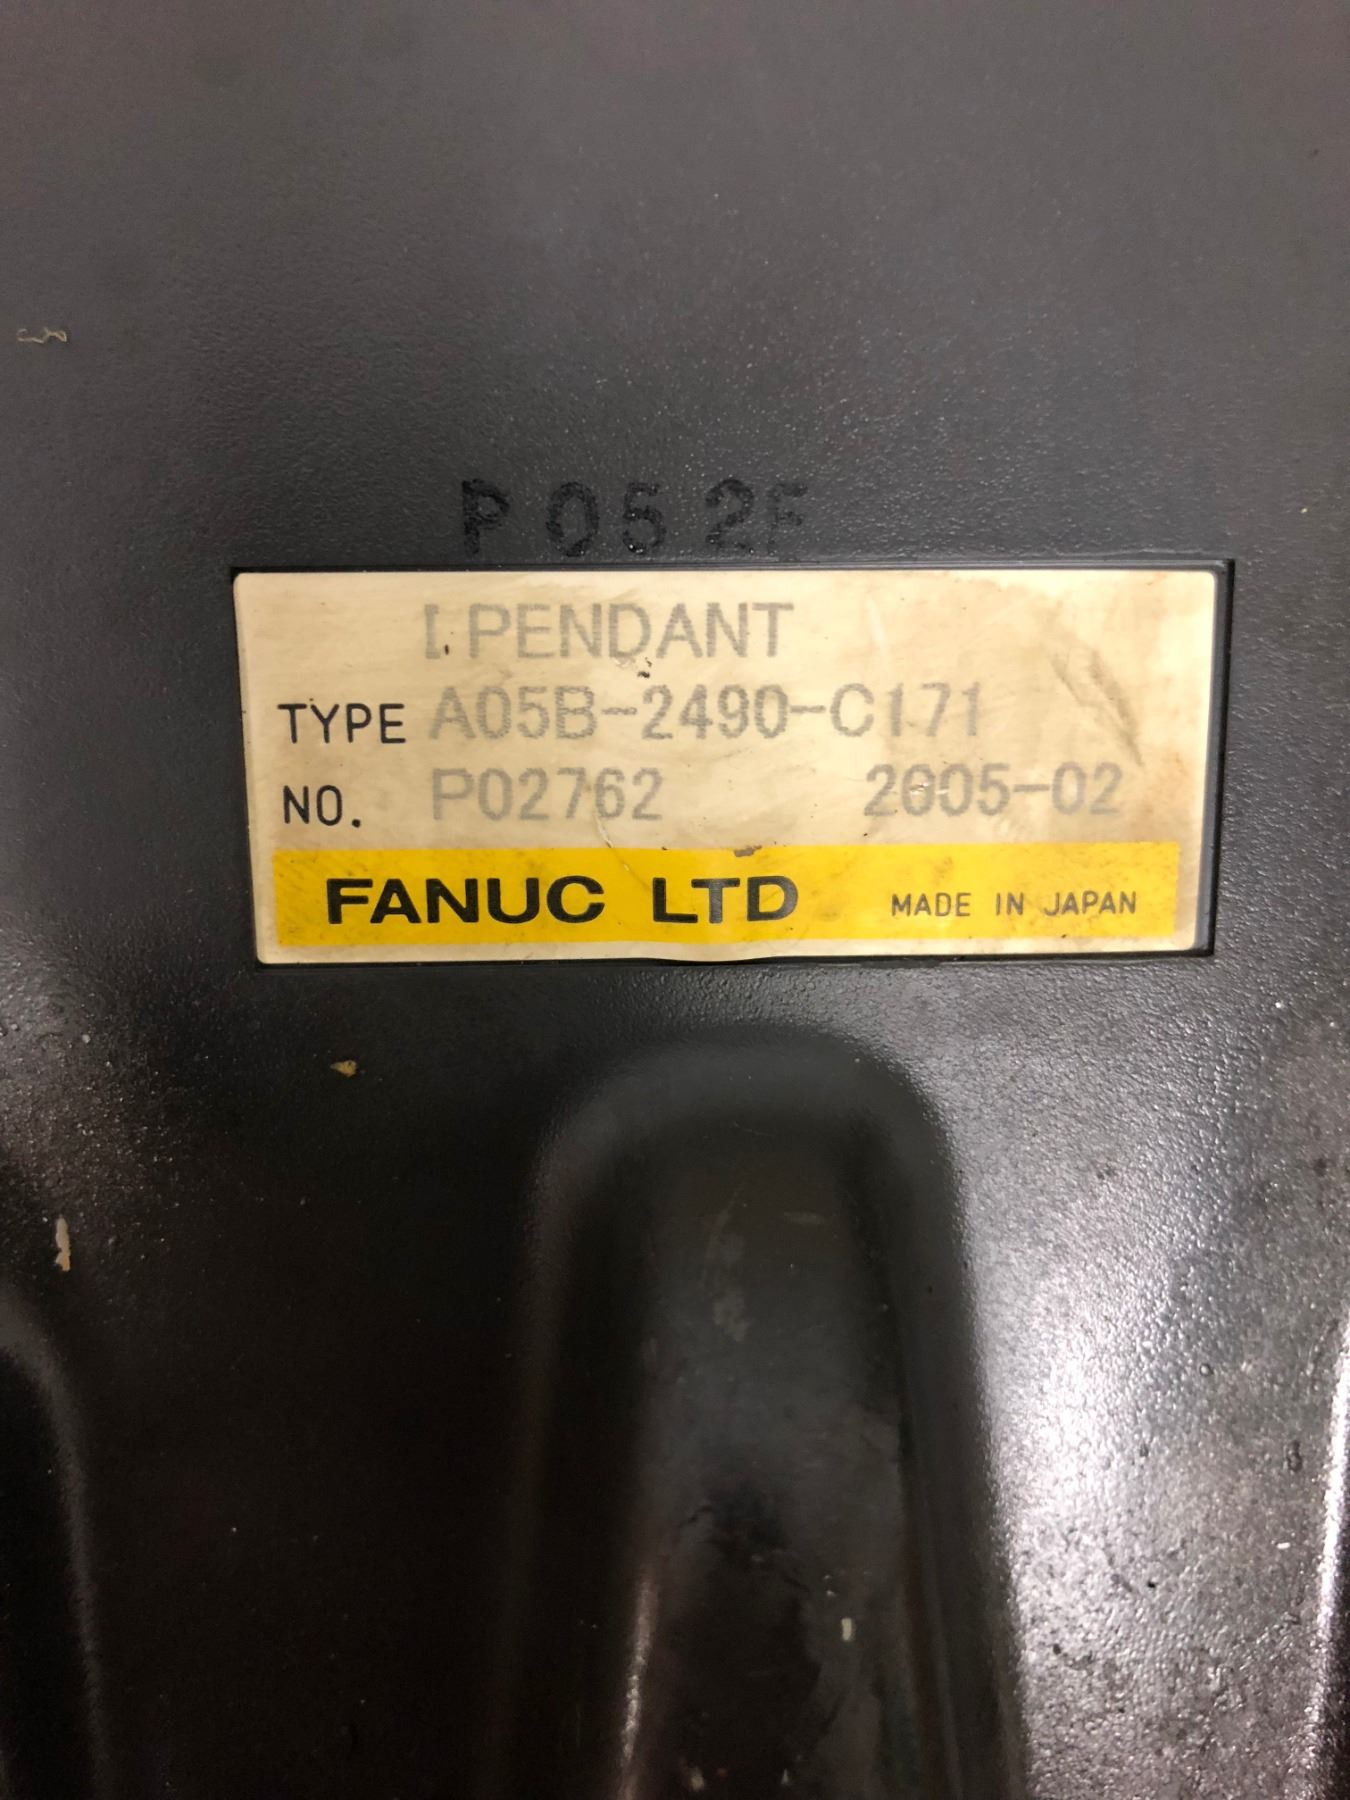 P052F
I PENDANT
TYPE A05B-2490-C171
NO. P02762 2005-02
FANUC LTD MADE IN JAPAN